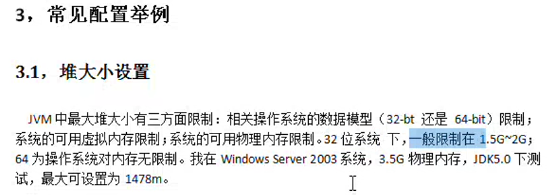 3，常见配置举例
3.1，堆大小设置
JVM 中最大堆大小有三方面限制：相关操作系统的数据模型（32-bt 还是 64-bit）限制；
系统的可用虚拟内存限制；系统的可用物理内存限制。32 位系统 下，一般限制在 1.5G~2G；
64 为操作系统对内存无限制。我在 Windows Server 2003 系统，3.5G 物理内存，JDK5.0 下测
试，最大可设置为 1478m。